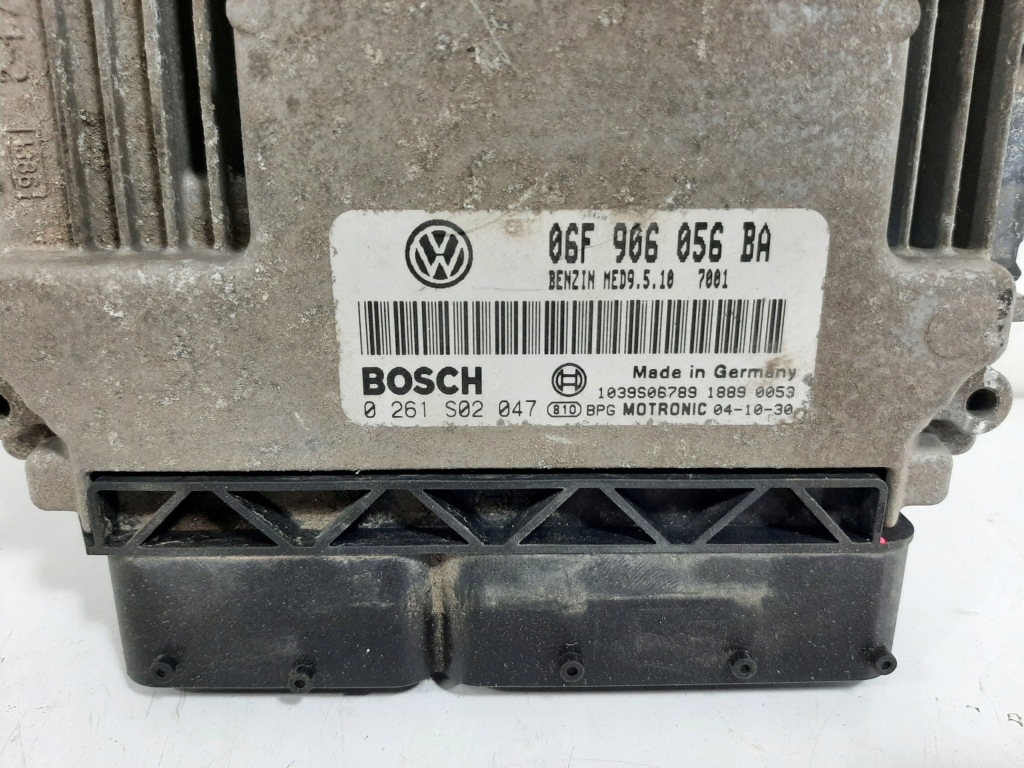 06F 906 056 BA
BENZIN MED9.5.10 7001
BOSCH
Made in Germany
1039S06789 1889 0053
0 261 S02 047 810 BPG MOTRONIC 04-10-30